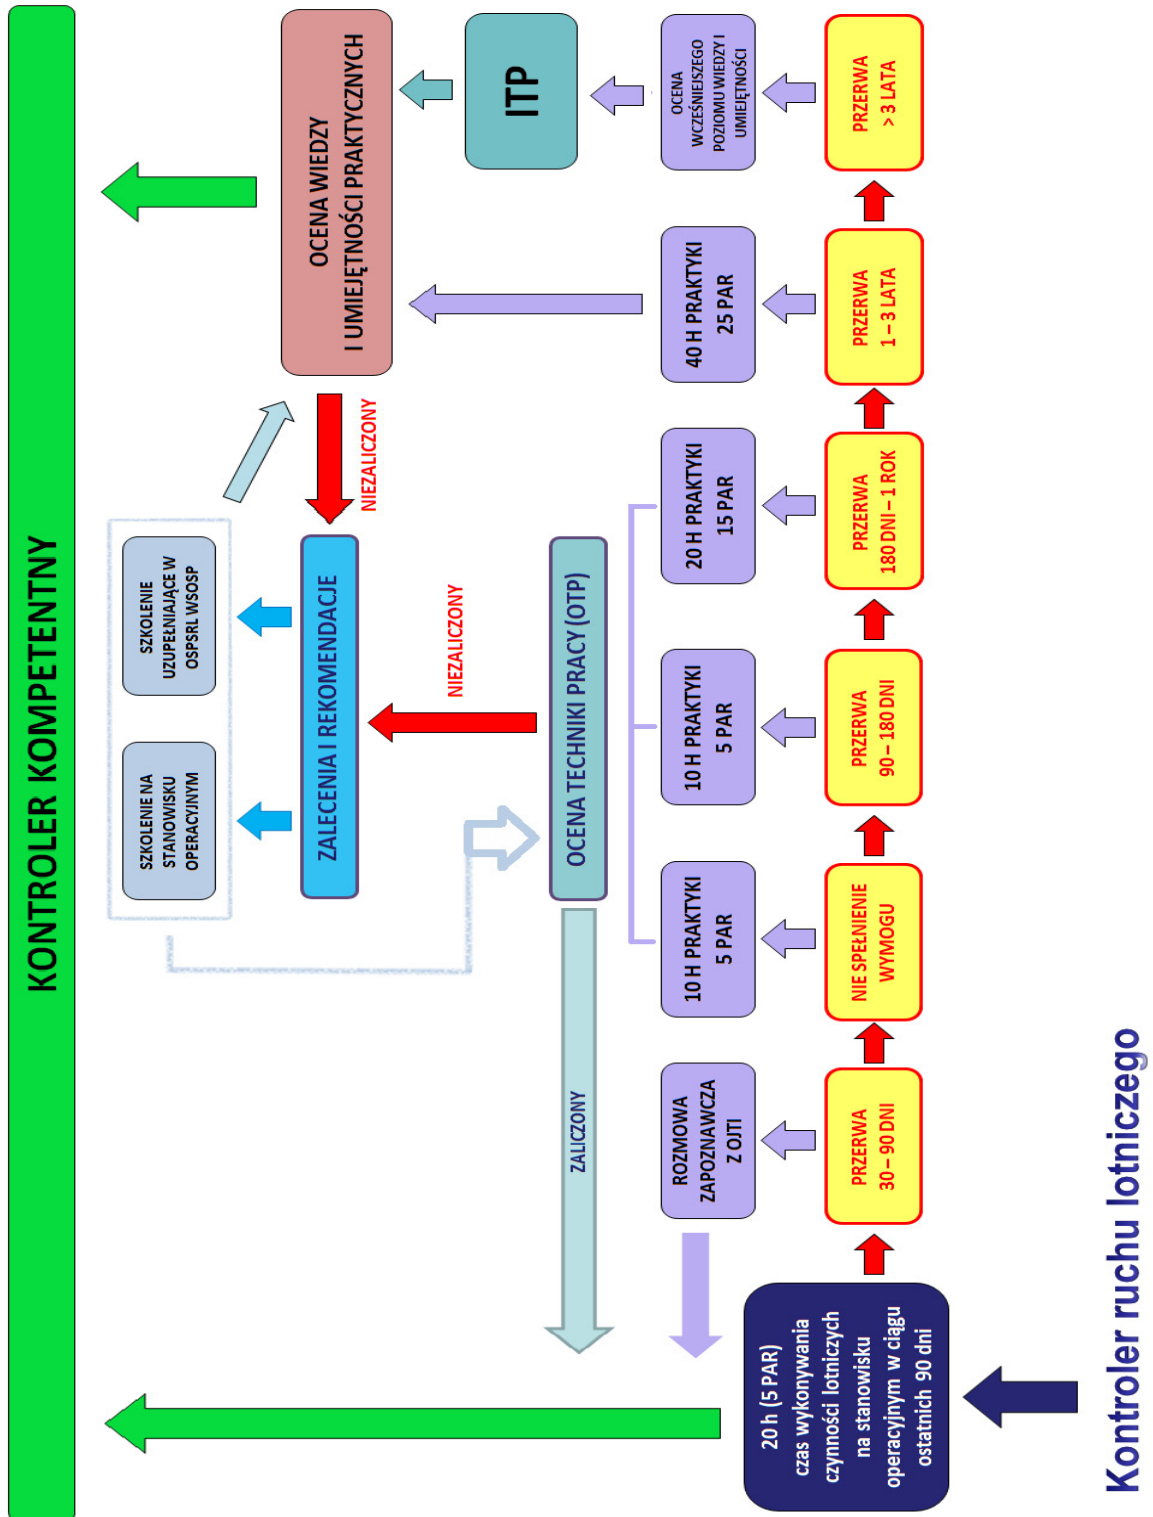 KONTROLER KOMPETENTNY
SZKOLENIE NA
STANOWISKU
OPERACYJNYM
SZKOLENIE
UZUPEŁNIAJĄCE W
OSPSRL WSOSP
OCENA WIEDZY
I UMIEJĘTNOŚCI PRAKTYCZNYCH
ZALECENIA I REKOMENDACJE
NIEZALICZONY
NIEZALICZONY
ITP
OCENA TECHNIKI PRACY (OTP)
ZALICZONY
ROZMOWA
ZAPOZNAWCZA
Z OJTI
10 H PRAKTYKI
5 PAR
10 H PRAKTYKI
5 PAR
20 H PRAKTYKI
15 PAR
40 H PRAKTYKI
25 PAR
OCENA
WCZEŚNIEJSZEGO
POZIOMU WIEDZY I
UMIEJĘTNOŚCI
20 h (5 PAR)
czas wykonywania
czynności lotniczych
na stanowisku
operacyjnym w ciągu
ostatnich 90 dni
PRZERWA
30 – 90 DNI
NIE SPEŁNIENIE
WYMOGU
PRZERWA
90 – 180 DNI
PRZERWA
180 DNI – 1 ROK
PRZERWA
1 – 3 LATA
PRZERWA
> 3 LATA
Kontroler ruchu lotniczego